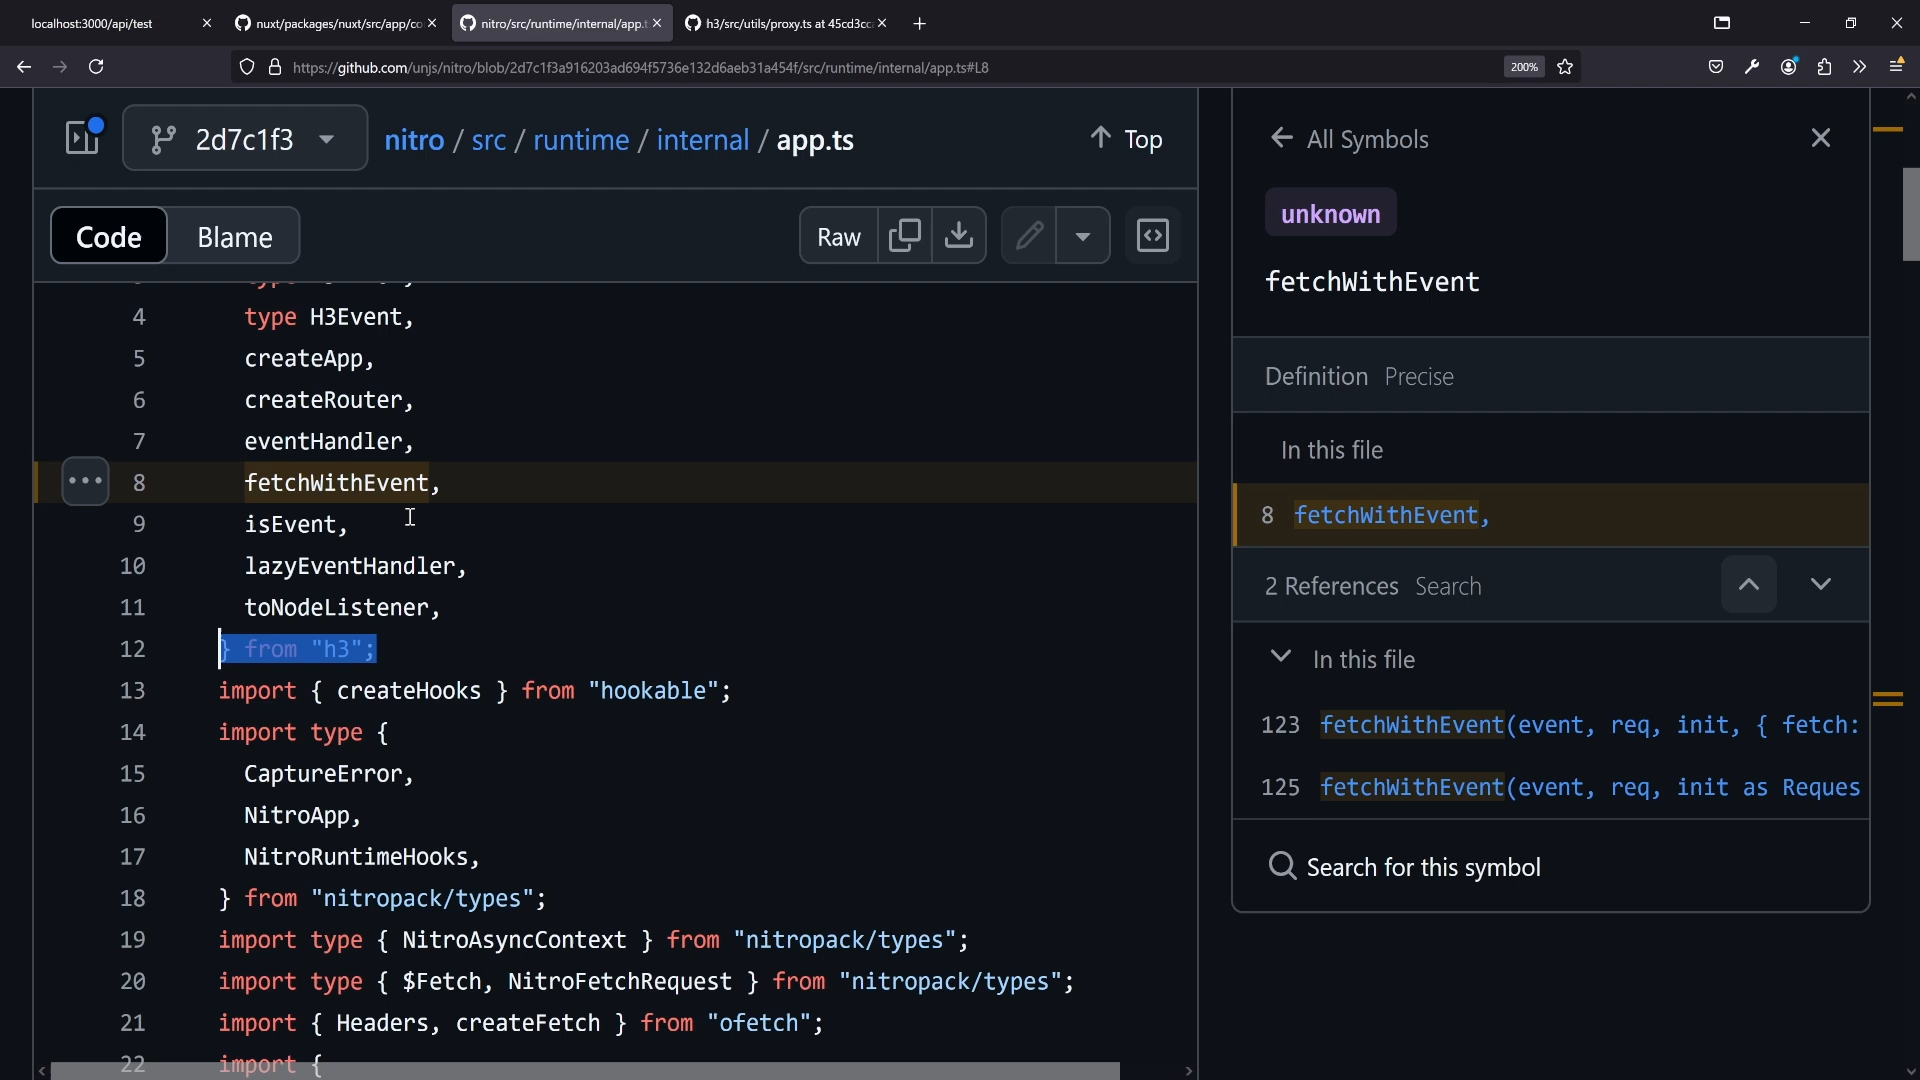 localhost:3000/api/test
nuxt/packages/nuxt/src/app/co
nitro/src/runtime/internal/app.t
h3/src/utils/proxy.ts at 45cd3cc
https://github.com/unjs/nitro/blob/2d7c1f3a916203ad694f5736e132d6aeb31a454f/src/runtime/internal/app.ts#L8
200%
2d7c1f3
nitro / src / runtime / internal / app.ts
Top
Code
Blame
Raw
4 type H3Event,
5 createApp,
6 createRouter,
7 eventHandler,
8 fetchWithEvent,
9 isEvent,
10 lazyEventHandler,
11 toNodeListener,
12 } from "h3";
13 import { createHooks } from "hookable";
14 import type {
15 CaptureError,
16 NitroApp,
17 NitroRuntimeHooks,
18 } from "nitropack/types";
19 import type { NitroAsyncContext } from "nitropack/types";
20 import type { $Fetch, NitroFetchRequest } from "nitropack/types";
21 import { Headers, createFetch } from "ofetch";
22 import {
All Symbols
unknown
fetchWithEvent
Definition Precise
In this file
8 fetchWithEvent,
2 References Search
In this file
123 fetchWithEvent(event, req, init, { fetch:
125 fetchWithEvent(event, req, init as Reques
Search for this symbol